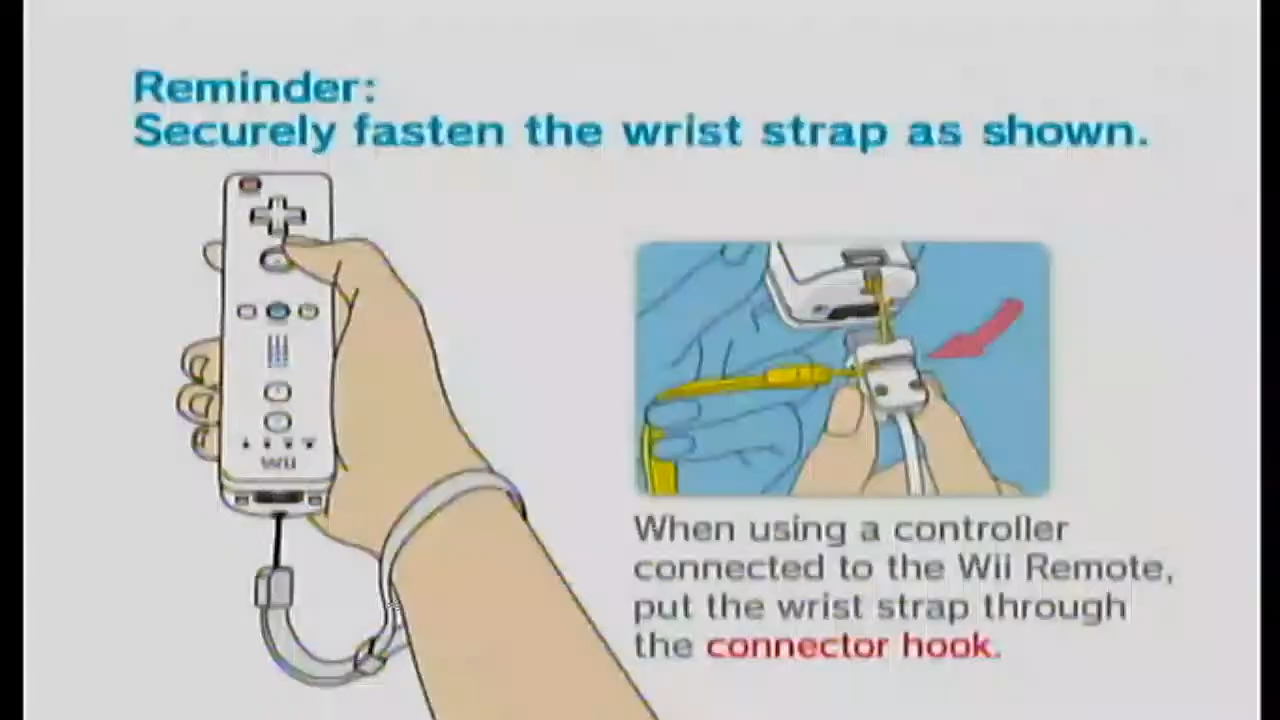 Reminder:
Securely fasten the wrist strap as shown.
Wii
When using a controller
connected to the Wii Remote,
put the wrist strap through
the connector hook.